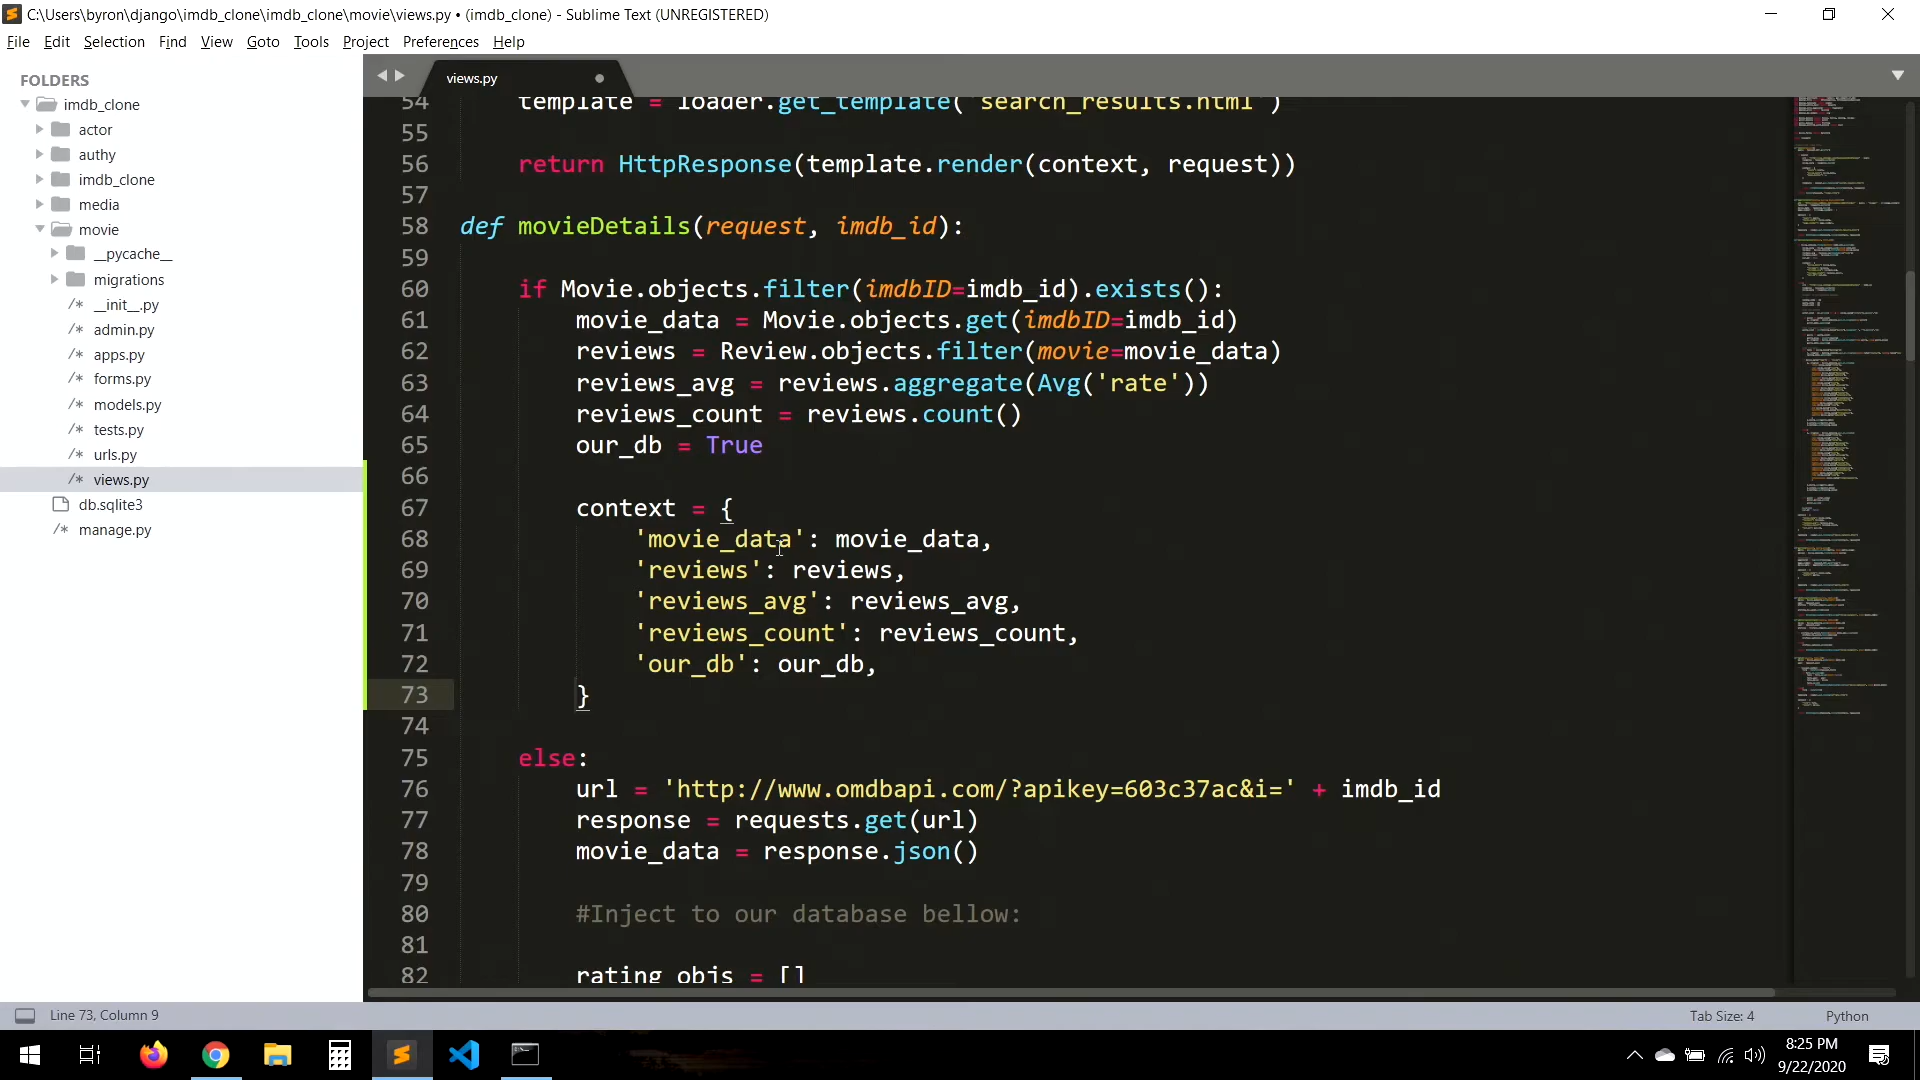 C:\Users\byron\django\imdb_clone\imdb_clone\movie\views.py • (imdb_clone) - Sublime Text (UNREGISTERED)
File Edit Selection Find View Goto Tools Project Preferences Help
FOLDERS
imdb_clone
actor
authy
imdb_clone
media
movie
__pycache__
migrations
/* __init__.py
/* admin.py
/* apps.py
/* forms.py
/* models.py
/* tests.py
/* urls.py
/* views.py
db.sqlite3
/* manage.py
views.py
54 template = loader.get_template('search_results.html')
55
56 return HttpResponse(template.render(context, request))
57
58 def movieDetails(request, imdb_id):
59
60 if Movie.objects.filter(imdbID=imdb_id).exists():
61 movie_data = Movie.objects.get(imdbID=imdb_id)
62 reviews = Review.objects.filter(movie=movie_data)
63 reviews_avg = reviews.aggregate(Avg('rate'))
64 reviews_count = reviews.count()
65 our_db = True
66
67 context = {
68 'movie_data': movie_data,
69 'reviews': reviews,
70 'reviews_avg': reviews_avg,
71 'reviews_count': reviews_count,
72 'our_db': our_db,
73 }
74
75 else:
76 url = 'http://www.omdbapi.com/?apikey=603c37ac&i=' + imdb_id
77 response = requests.get(url)
78 movie_data = response.json()
79
80 #Inject to our database bellow:
81
82 rating_objs = []
Line 73, Column 9
Tab Size: 4
Python
8:25 PM
9/22/2020